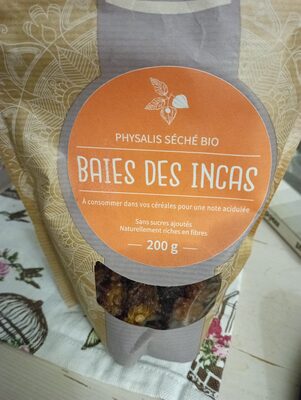 PHYSALIS SÉCHÉ BIO
BAIES DES INCAS
À consommer dans vos céréales pour une note acidulée
Sans sucres ajoutés
Naturellement riches en fibres
200 g